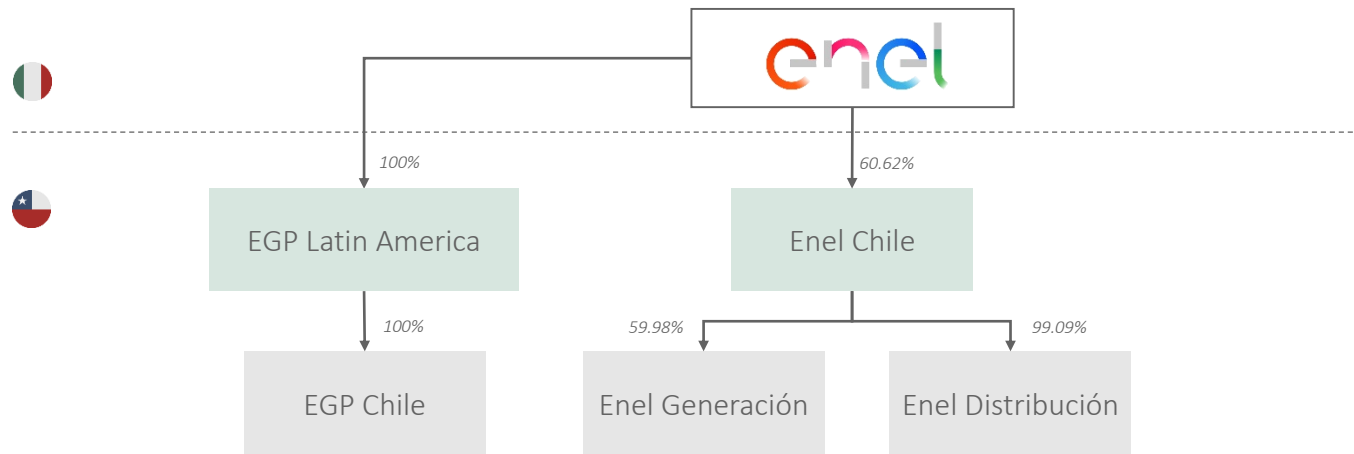 enel
100%
60.62%
EGP Latin America
Enel Chile
100%
59.98%
99.09%
EGP Chile
Enel Generación
Enel Distribución